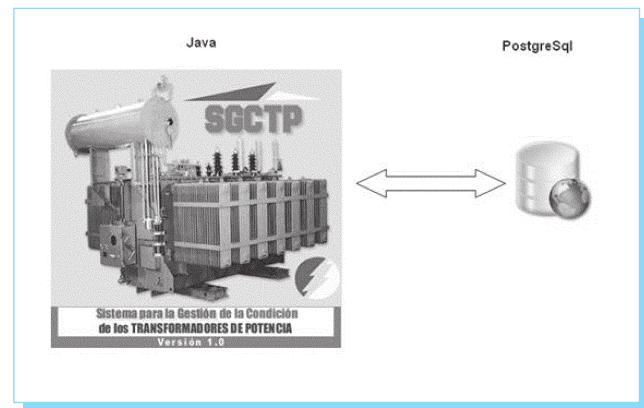 Java
PostgreSql
SGCTP
Sistema para la Gestión de la Condición
de los TRANSFORMADORES DE POTENCIA
Versión 1.0